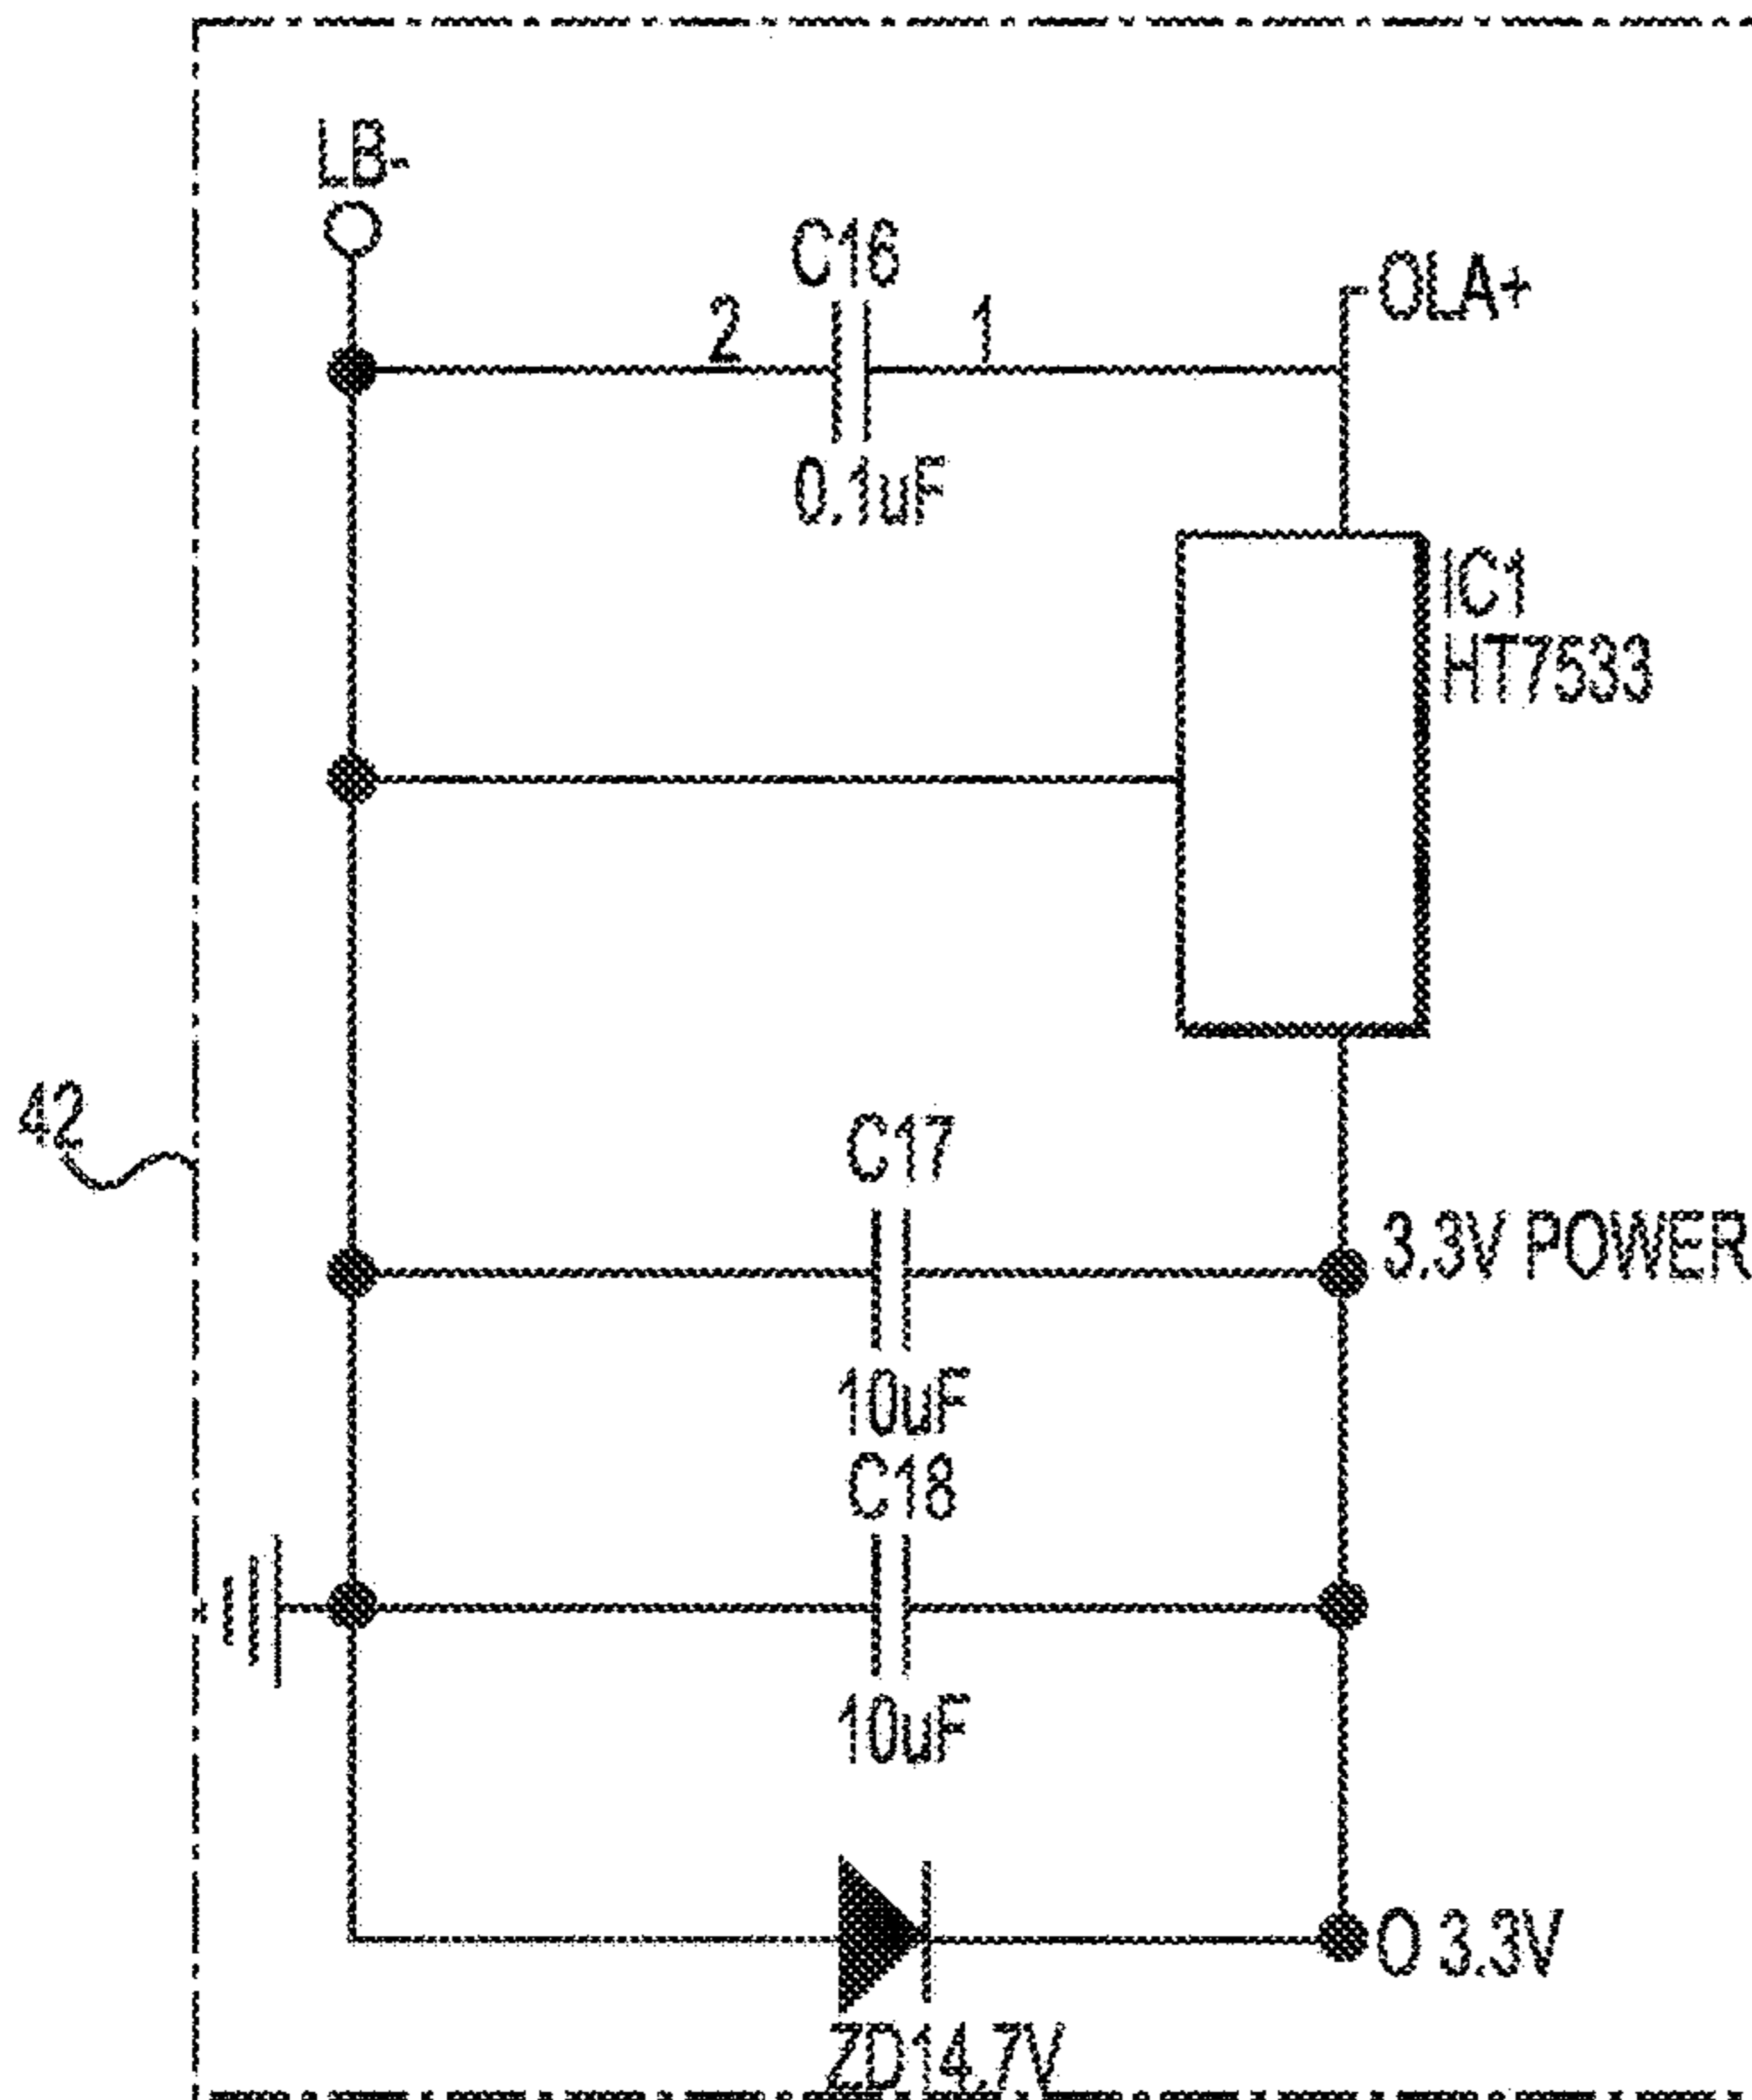 LB-
C16
2
1
OLA+
0.1uF
IC1
HT7533
42
C17
3.3V POWER
10uF
C18
10uF
O 3.3V
ZD14.7V